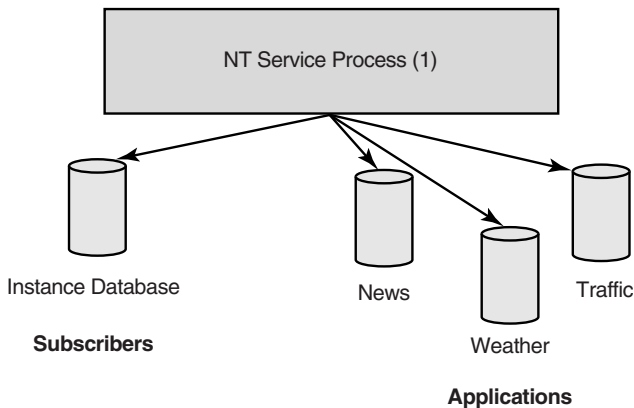 NT Service Process (1)
Instance Database
News
Traffic
Subscribers
Weather
Applications